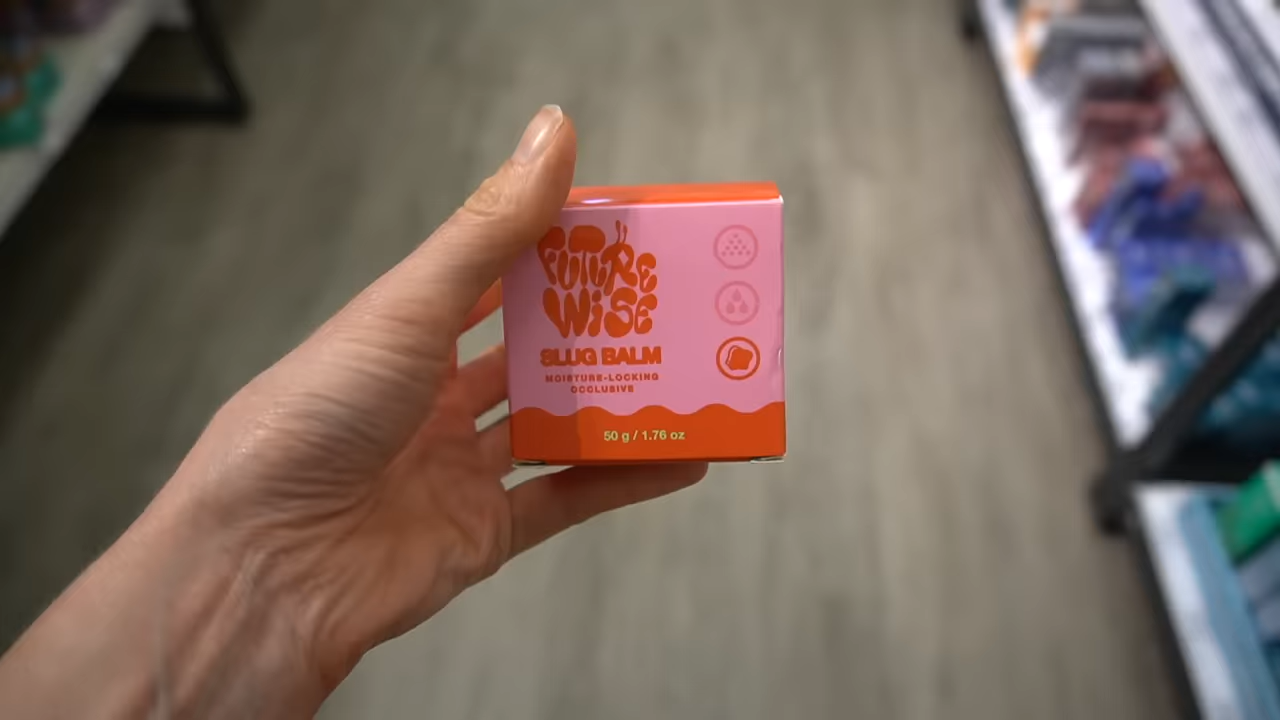 FUTURE
WiSE
SLUG BALM
MOISTURE-LOCKING
OCCLUSIVE
50 g / 1.76 oz